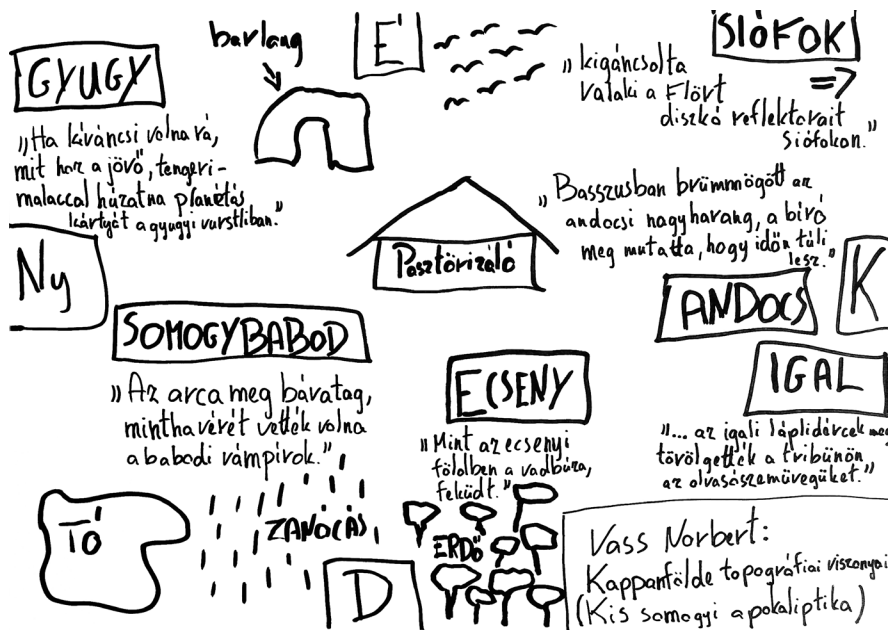 barlang
É
SIÓFOK
GYUGY
„kigáncsolta
valaki a Flört
diszkó reflektorait
Siófokon."
„Ha kíváncsi volna rá,
mit hoz a jövő, tengeri-
malaccal húzatna planétás
kártyát a gyugyi vurstliban."
„Basszusban brümmögött az
andocsi nagyharang, a bíró
meg mutatta, hogy időn túli
lesz."
Pasztörizáló
Ny
K
ANDOCS
SOMOGYBABOD
„Az arca meg bávatag,
mintha vérét vették volna
a babodi vámpírok."
ECSENY
„Mint az ecsenyi
földben a vadbúza,
feküdt."
IGAL
„... az igali láplidércek meg
törölgették a tribünön
az olvasószemüvegüket."
TÓ
ZANÓCÁS
ERDŐ
D
Vass Norbert:
Kappanfölde topográfiai viszonyai
(Kis somogyi apokaliptika)